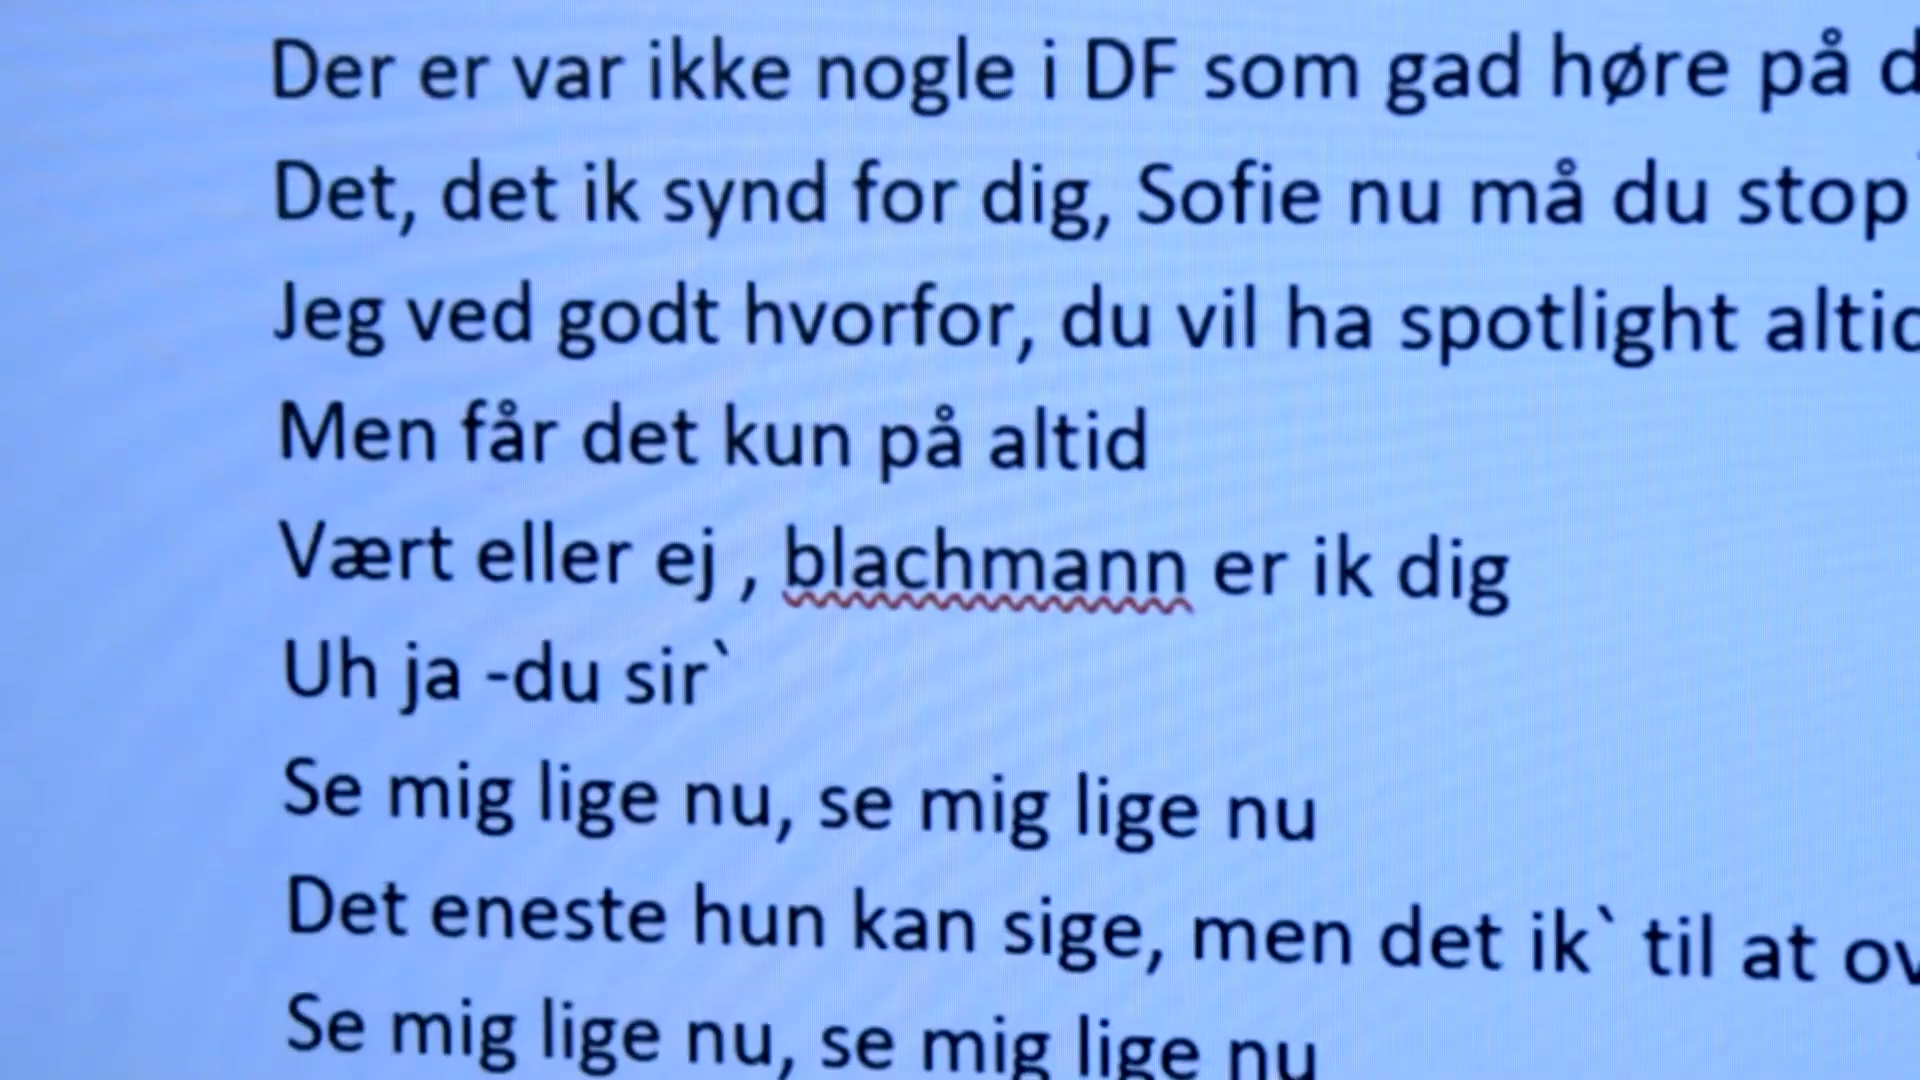 Der er var ikke nogle i DF som gad høre på
Det, det ik synd for dig, Sofie nu må du stop
Jeg ved godt hvorfor, du vil ha spotlight altid
Men får det kun på altid
Vært eller ej , blachmann er ik dig
Uh ja -du sir`
Se mig lige nu, se mig lige nu
Det eneste hun kan sige, men det ik` til at
Se mig lige nu, se mig lige nu